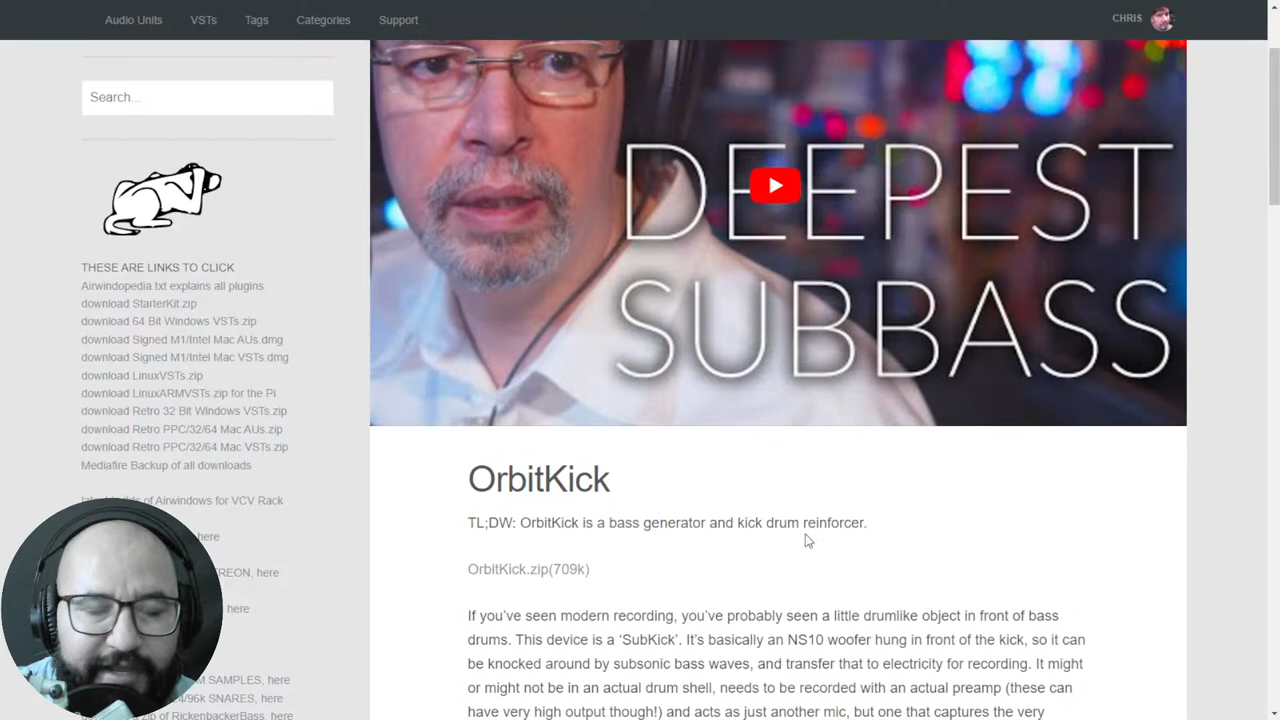 Audio Units VSTs Tags Categories Support CHRIS
Search...
THESE ARE LINKS TO CLICK
Airwindopedia txt explains all plugins
download StarterKit.zip
download 64 Bit Windows VSTs.zip
download Signed M1/Intel Mac AUs.dmg
download Signed M1/Intel Mac VSTs.dmg
download LinuxVSTs.zip
download LinuxARMVSTs.zip for the PI
download Retro 32 Bit Windows VSTs.zip
download Retro PPC/32/64 Mac AUs.zip
download Retro PPC/32/64 Mac VSTs.zip
Mediafire Backup of all downloads
of Airwindows for VCV Rack
here
here
here
SAMPLES, here
SNARES, here
of RickenbackerBass, here
DEEPEST
SUBBASS
OrbitKick
TL;DW: OrbitKick is a bass generator and kick drum reinforcer.
OrbitKick.zip(709k)
If you've seen modern recording, you've probably seen a little drumlike object in front of bass
drums. This device is a ‘SubKick’. It's basically an NS10 woofer hung in front of the kick, so it can
be knocked around by subsonic bass waves, and transfer that to electricity for recording. It might
or might not be in an actual drum shell, needs to be recorded with an actual preamp (these can
have very high output though!) and acts as just another mic, but one that captures the very